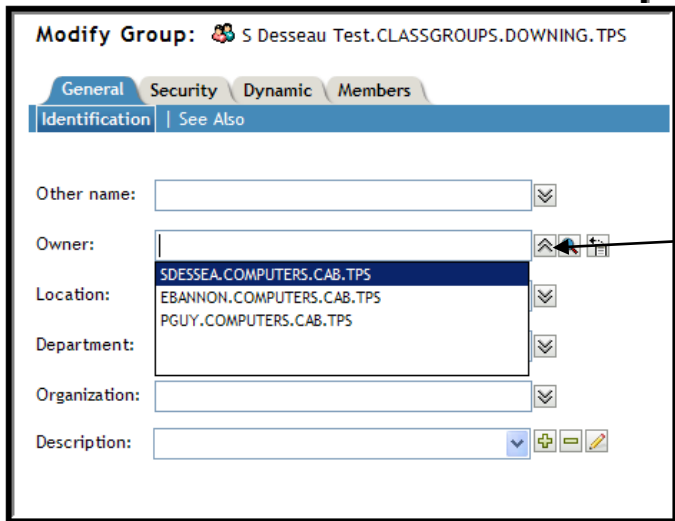 Modify Group: S Desseau Test.CLASSGROUPS.DOWNING.TPS
General Security Dynamic Members
Identification | See Also
Other name:
Owner:
SDESSEA.COMPUTERS.CAB.TPS
EBANNON.COMPUTERS.CAB.TPS
Location:
PGUY.COMPUTERS.CAB.TPS
Department:
Organization:
Description: